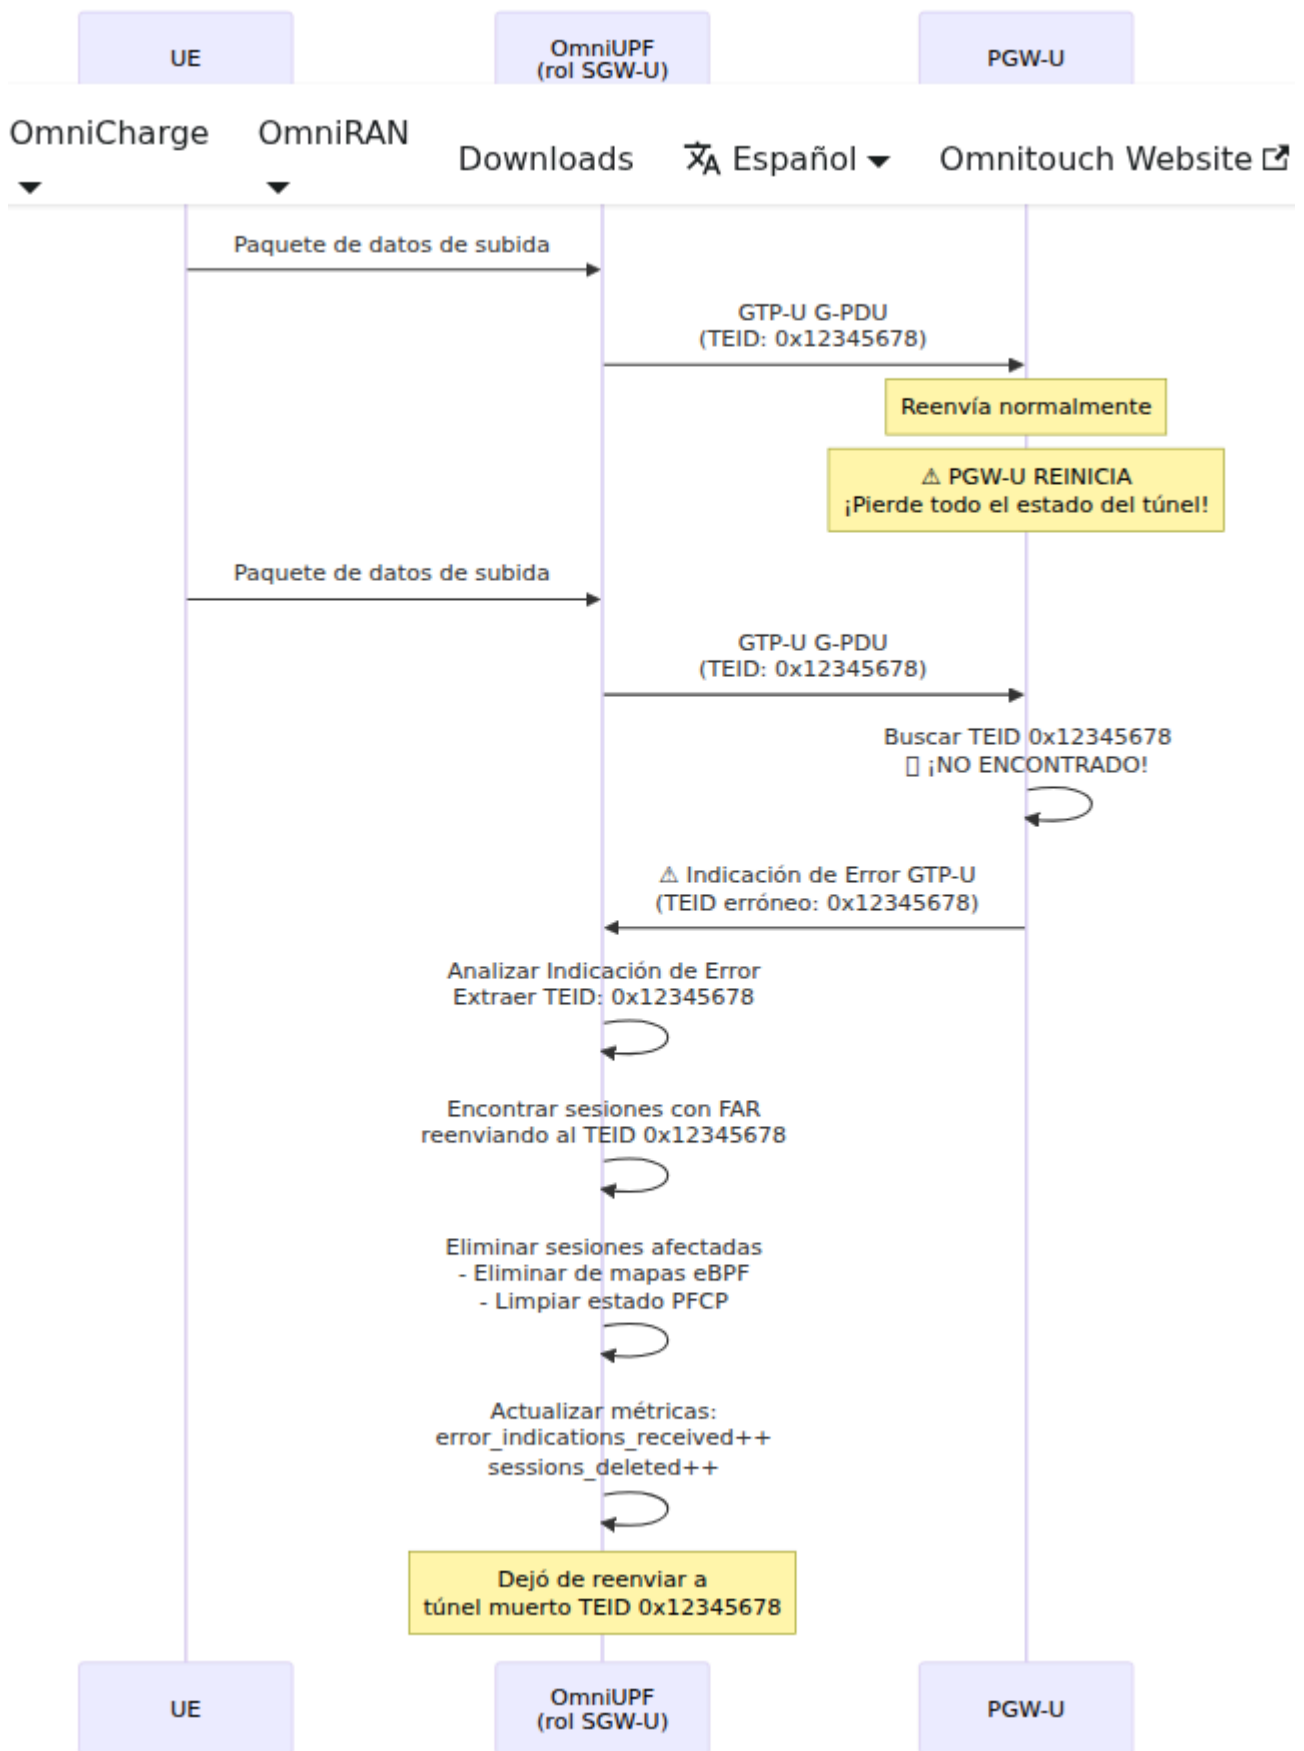 UE
OmniUPF
(rol SGW-U)
PGW-U
OmniCharge
OmniRAN
Downloads
Español
Omnitouch Website
Paquete de datos de subida
GTP-U G-PDU
(TEID: 0x12345678)
Reenvía normalmente
⚠ PGW-U REINICIA
¡Pierde todo el estado del túnel!
Paquete de datos de subida
GTP-U G-PDU
(TEID: 0x12345678)
Buscar TEID 0x12345678
¡NO ENCONTRADO!
⚠ Indicación de Error GTP-U
(TEID erróneo: 0x12345678)
Analizar Indicación de Error
Extraer TEID: 0x12345678
Encontrar sesiones con FAR
reenviando al TEID 0x12345678
Eliminar sesiones afectadas
- Eliminar de mapas eBPF
- Limpiar estado PFCP
Actualizar métricas:
error_indications_received++
sessions_deleted++
Dejó de reenviar a
túnel muerto TEID 0x12345678
UE
OmniUPF
(rol SGW-U)
PGW-U